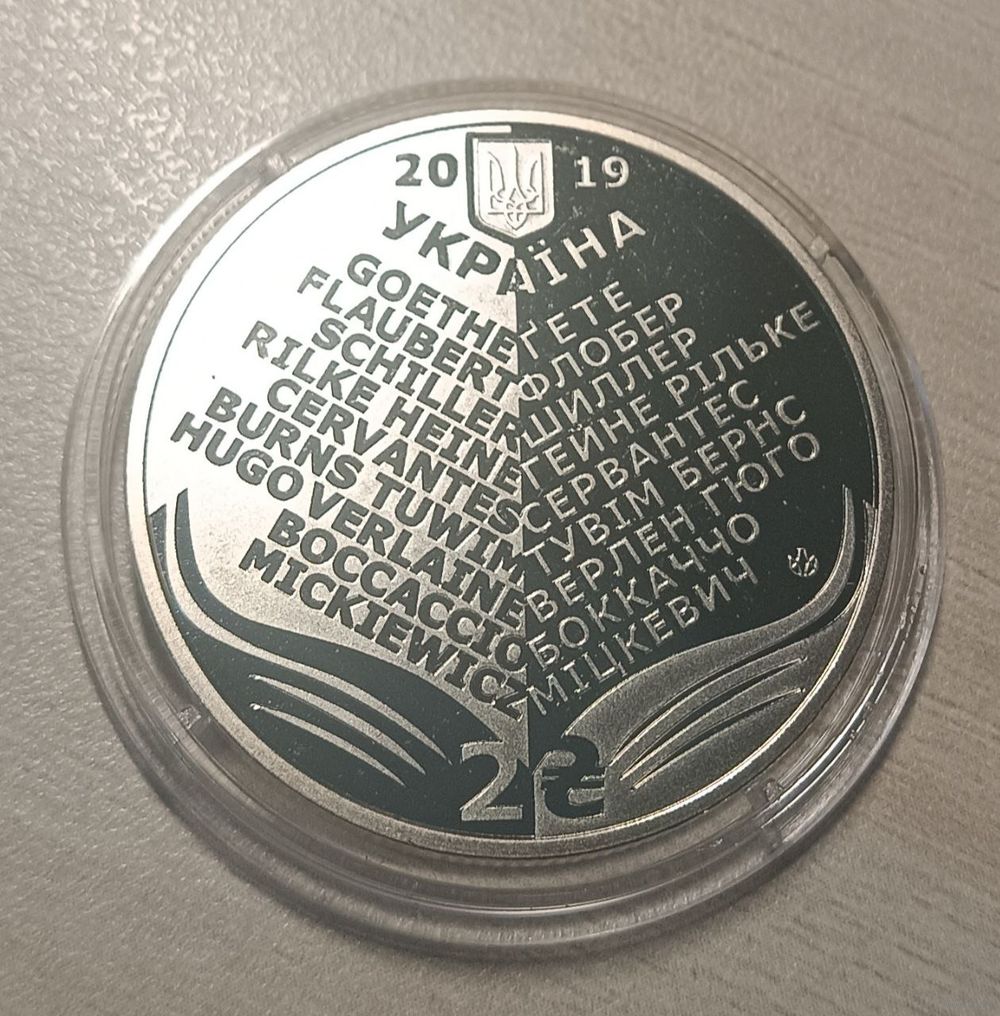 20 19
УКРАЇНА
GOETHE ҐЕТЕ
FLAUBERT ФЛОБЕР
SCHILLER ШИЛЛЕР
RILKE HEINE ГЕЙНЕ РІЛЬКЕ
CERVANTES СЕРВАНТЕС
BURNS TUWIM ТУВІМ БЕРНС
HUGO VERLAINE ВЕРЛЕН ГЮГО
BOCCACCIO БОККАЧЧО
MICKIEWICZ МІЦКЕВИЧ
2 ₴